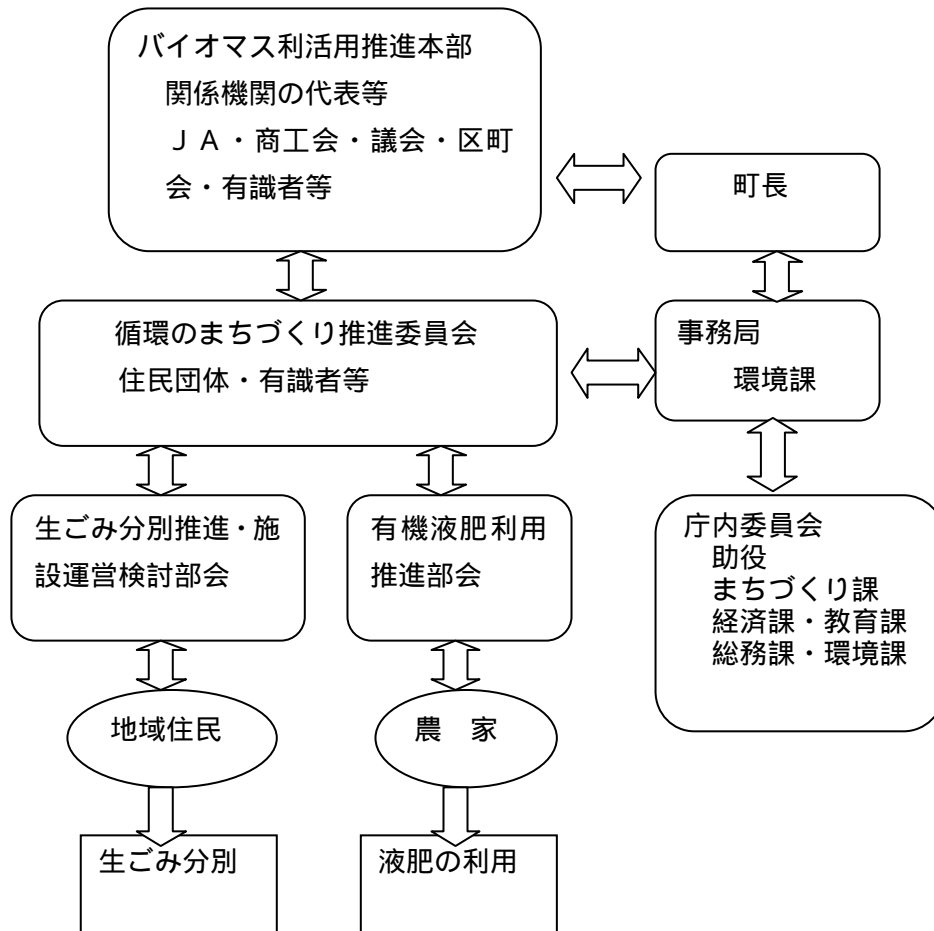 バイオマス利活用推進本部
関係機関の代表等
ＪＡ・商工会・議会・区町
会・有識者等
町長
循環のまちづくり推進委員会
住民団体・有識者等
事務局
環境課
生ごみ分別推進・施
設運営検討部会
有機液肥利用
推進部会
庁内委員会
助役
まちづくり課
経済課・教育課
総務課・環境課
地域住民
農　家
生ごみ分別
液肥の利用